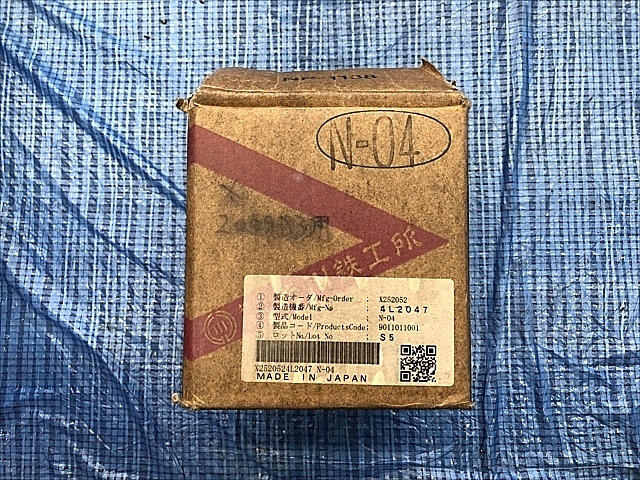 N-04
鉄工所
① 製造オーダ/Mfg-Order : X252052
② 製造機番/Mfg-No : 4L2047
③ 型式/Model : N-04
④ 製品コード/ProductsCode: 9011011001
⑤ ロットNo/Lot No : S5
X2520524L2047 N-04
MADE IN JAPAN